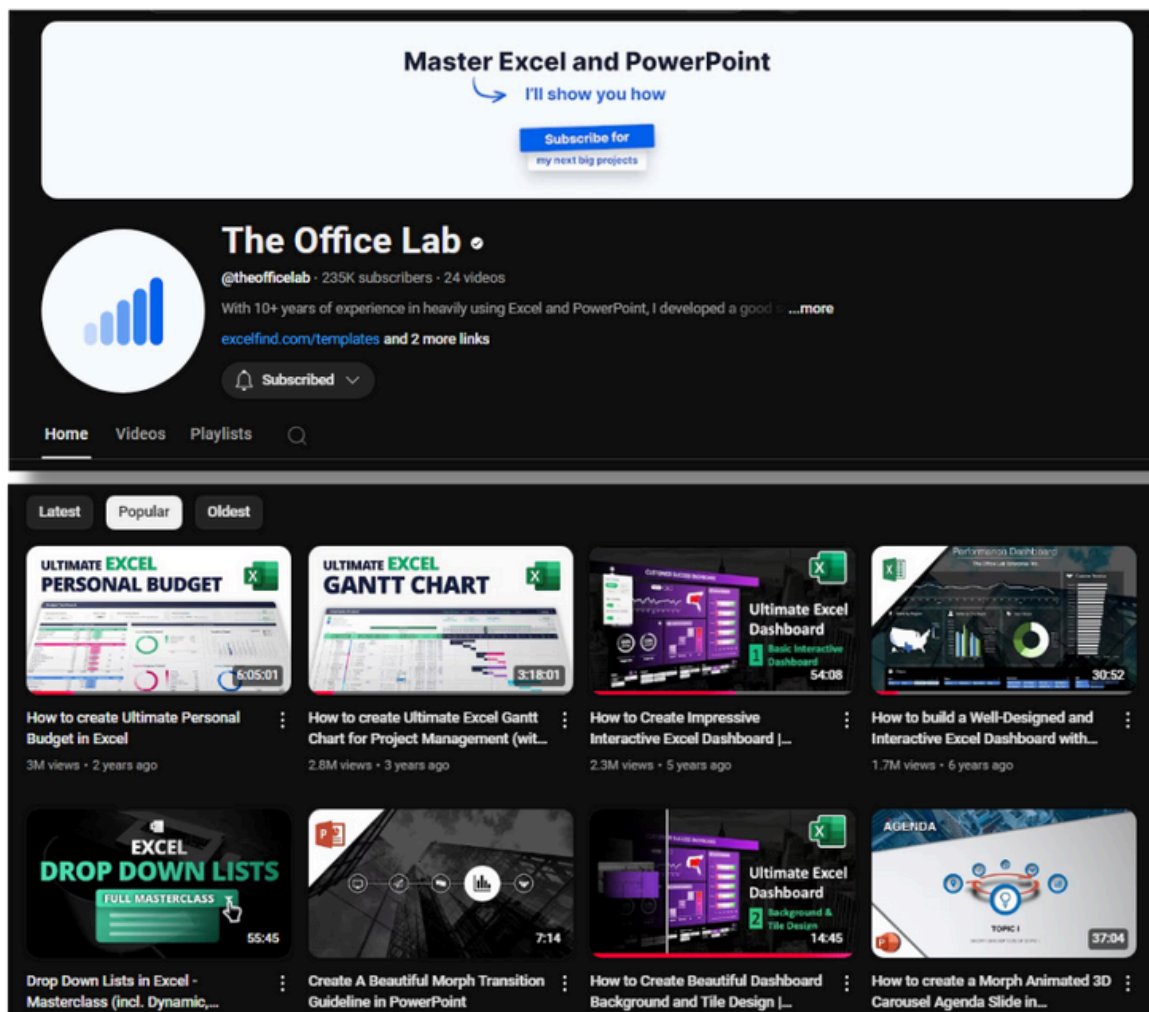 Master Excel and PowerPoint
I'll show you how
Subscribe for
my next big projects
The Office Lab
@theofficelab · 235K subscribers · 24 videos
With 10+ years of experience in heavily using Excel and PowerPoint, I developed a good s ...more
excelfind.com/templates and 2 more links
Subscribed
Home Videos Playlists
Latest Popular Oldest
ULTIMATE EXCEL
PERSONAL BUDGET
6:05:01
ULTIMATE EXCEL
GANTT CHART
3:18:01
CUSTOMER SUCCESS DASHBOARD
Ultimate Excel
Dashboard
1 Basic Interactive
Dashboard
54:08
Performance Dashboard
30:52
How to create Ultimate Personal
Budget in Excel
3M views • 2 years ago
How to create Ultimate Excel Gantt
Chart for Project Management (wit...
2.8M views • 3 years ago
How to Create Impressive
Interactive Excel Dashboard |...
2.3M views • 5 years ago
How to build a Well-Designed and
Interactive Excel Dashboard with...
1.7M views • 6 years ago
EXCEL
DROP DOWN LISTS
FULL MASTERCLASS
55:45
7:14
Ultimate Excel
Dashboard
2 Background &
Tile Design
14:45
AGENDA
TOPIC I
37:04
Drop Down Lists in Excel -
Masterclass (incl. Dynamic,...
Create A Beautiful Morph Transition
Guideline in PowerPoint
How to Create Beautiful Dashboard
Background and Tile Design |...
How to create a Morph Animated 3D
Carousel Agenda Slide in...